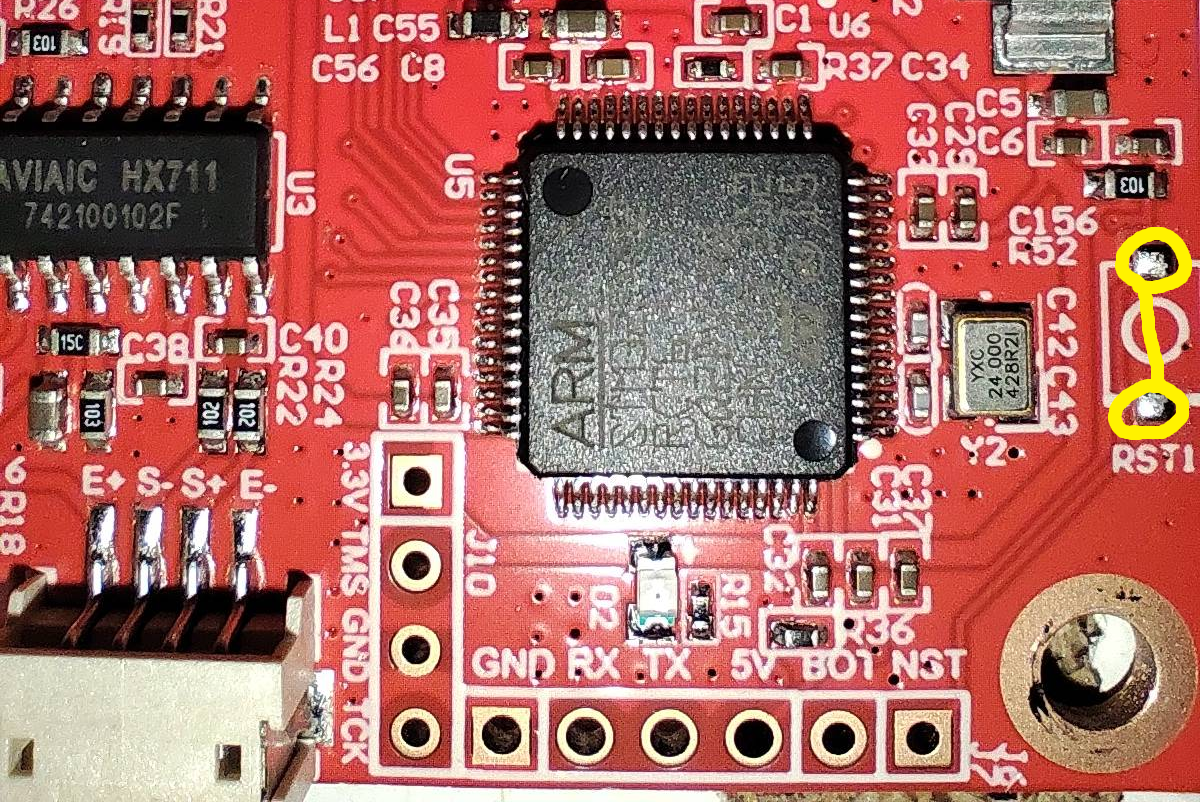 R26
R19
R21
103
L1 C55
C1 U6
C56 C8
R37 C34
C5
C6
103
AVIAIC HX711
742100102F
U3
U5
C29
C156
R52
C36
C35
ARM
YXC
24.000
428R2I
C42
C43
Y2
RST1
15C
C38
C40
R22
R24
103
201
102
E+ S- S+ E-
6 R18
3.3V TMS GND TCK
J10
C31
C37
C32
R15
R36
GND RX TX 5V BOT NST